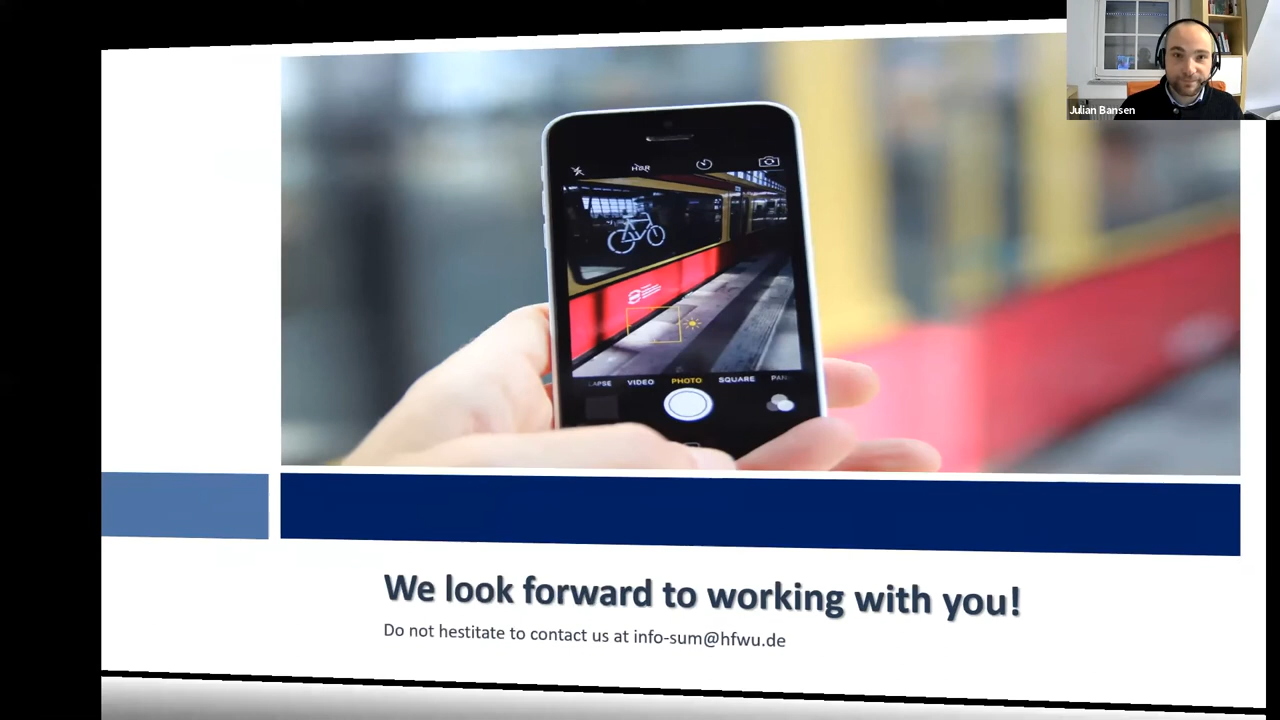 Julian Bansen
HDR
LAPSE VIDEO PHOTO SQUARE PAN
We look forward to working with you!
Do not hestitate to contact us at info-sum@hfwu.de